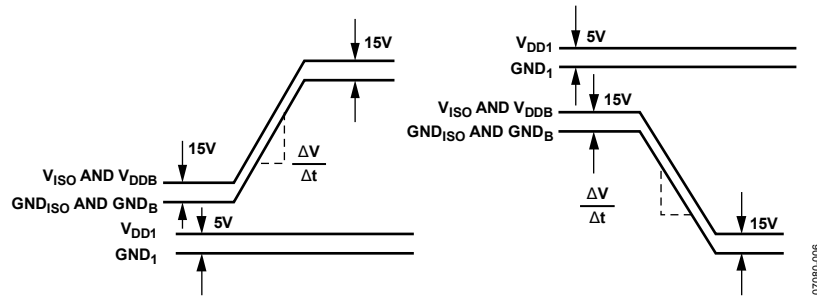 15V
15V
V_ISO AND V_DDB
GND_ISO AND GND_B
ΔV
Δt
V_DD1
5V
GND_1
V_DD1
5V
GND_1
V_ISO AND V_DDB
15V
GND_ISO AND GND_B
ΔV
Δt
15V
07080-006